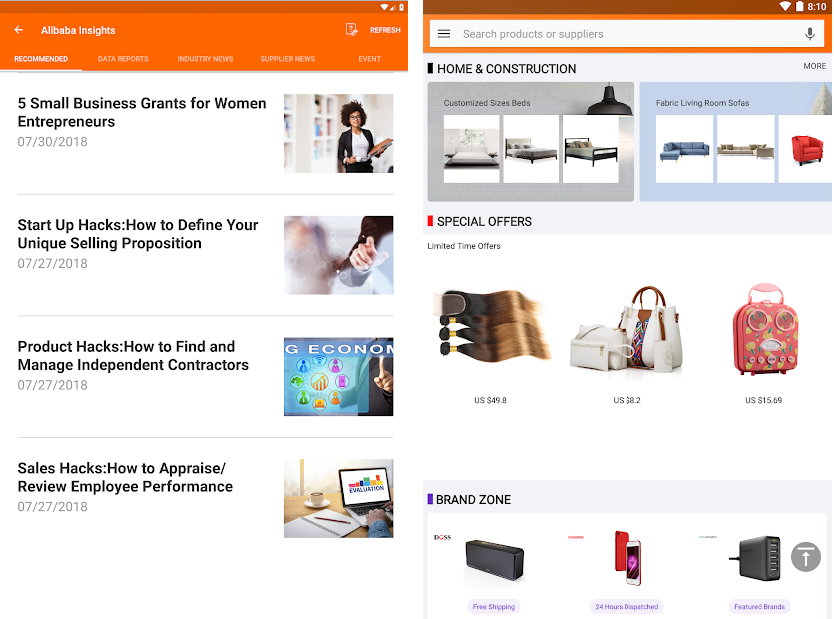 Alibaba Insights
REFRESH
RECOMMENDED
DATA REPORTS
INDUSTRY NEWS
SUPPLIER NEWS
EVENT
5 Small Business Grants for Women
Entrepreneurs
07/30/2018
Start Up Hacks:How to Define Your
Unique Selling Proposition
07/27/2018
Product Hacks:How to Find and
Manage Independent Contractors
07/27/2018
G ECONOM
Sales Hacks:How to Appraise/
Review Employee Performance
07/27/2018
EVALUATION
8:10
Search products or suppliers
HOME & CONSTRUCTION
MORE
Customized Sizes Beds
Fabric Living Room Sofas
SPECIAL OFFERS
Limited Time Offers
US $49.8
US $8.2
US $15.69
BRAND ZONE
DOSS
Free Shipping
24 Hours Dispatched
Featured Brands